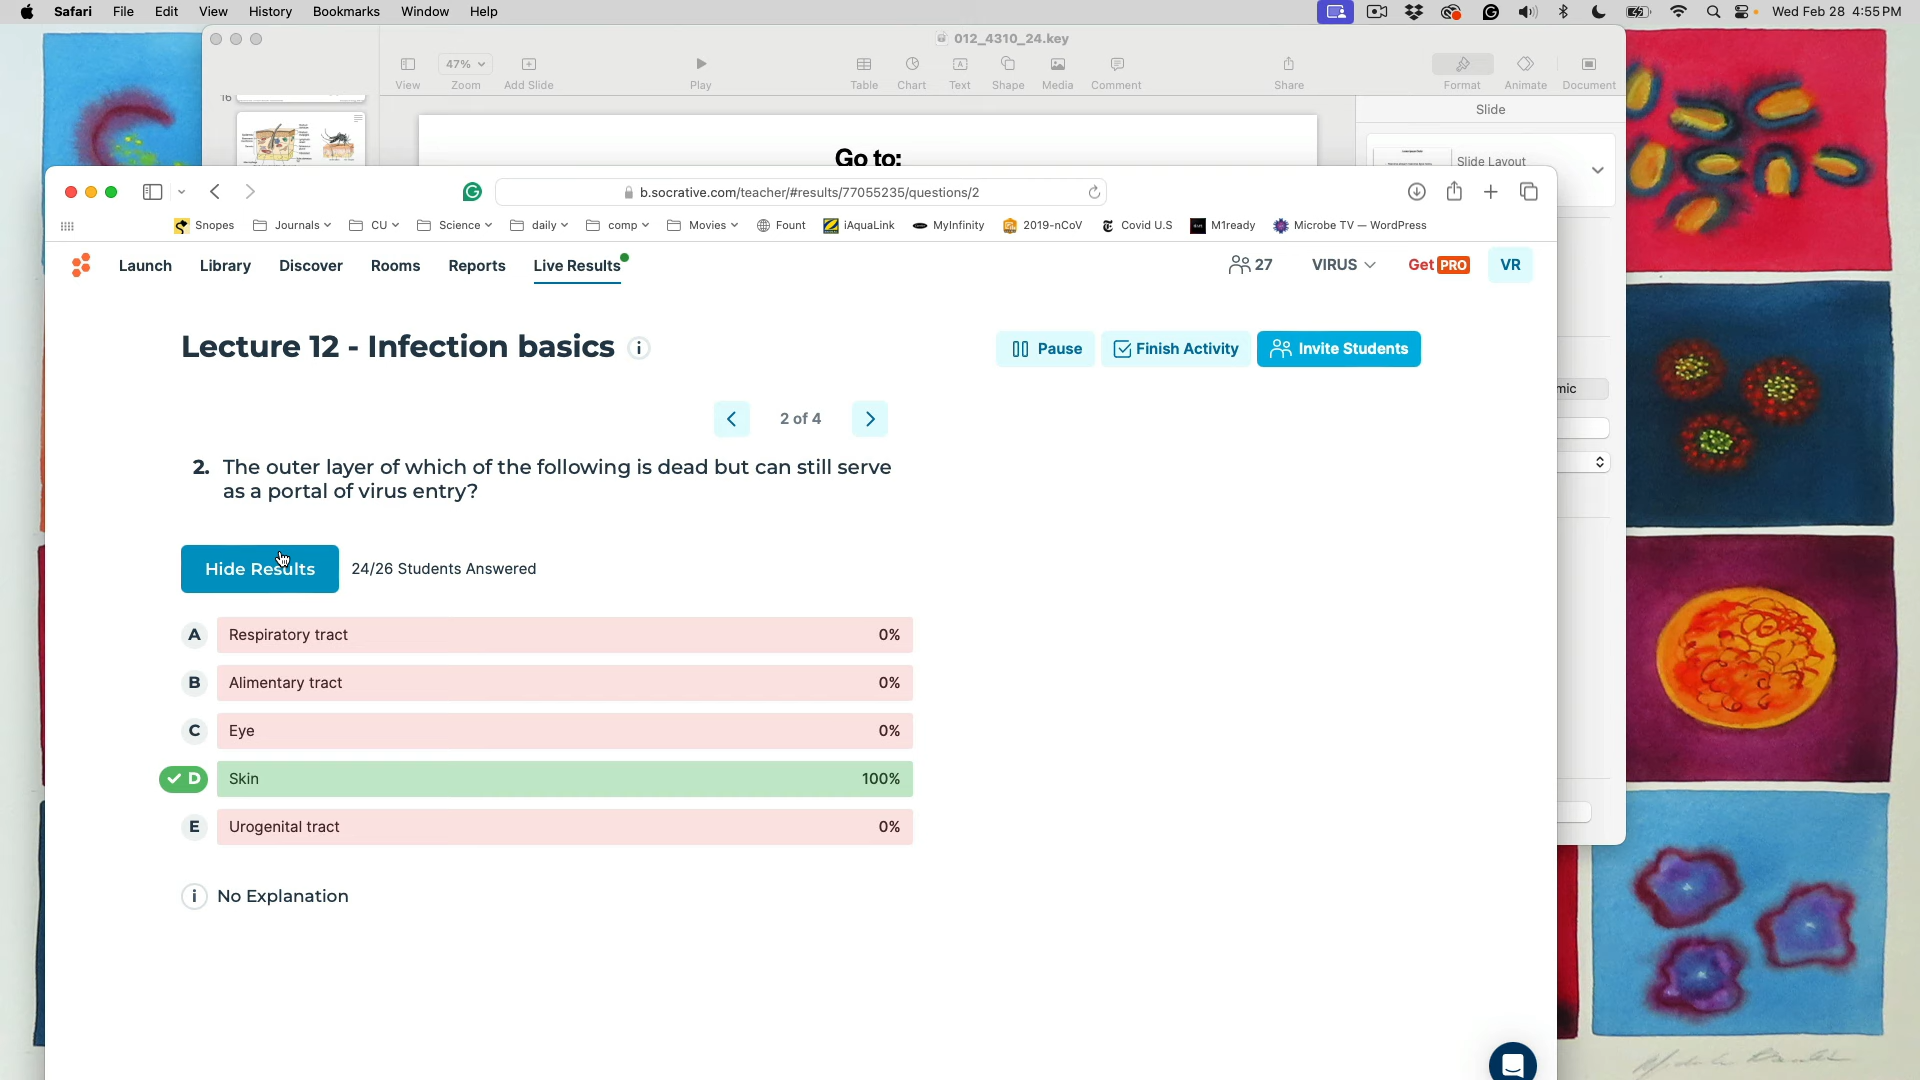 Safari File Edit View History Bookmarks Window Help Wed Feb 28 4:55 PM
012_4310_24.key
47%
View Zoom Add Slide Play Table Chart Text Shape Media Comment Share Format Animate Document
16
Slide
Go to:
Slide Layout
b.socrative.com/teacher/#results/77055235/questions/2
Snopes Journals CU Science daily comp Movies Fount iAquaLink MyInfinity 2019-nCoV Covid U.S M1ready Microbe TV — WordPress
Launch Library Discover Rooms Reports Live Results 27 VIRUS Get PRO VR
Lecture 12 - Infection basics i
Pause Finish Activity Invite Students
mic
2 of 4
2. The outer layer of which of the following is dead but can still serve
as a portal of virus entry?
Hide Results 24/26 Students Answered
A Respiratory tract 0%
B Alimentary tract 0%
C Eye 0%
D Skin 100%
E Urogenital tract 0%
i No Explanation